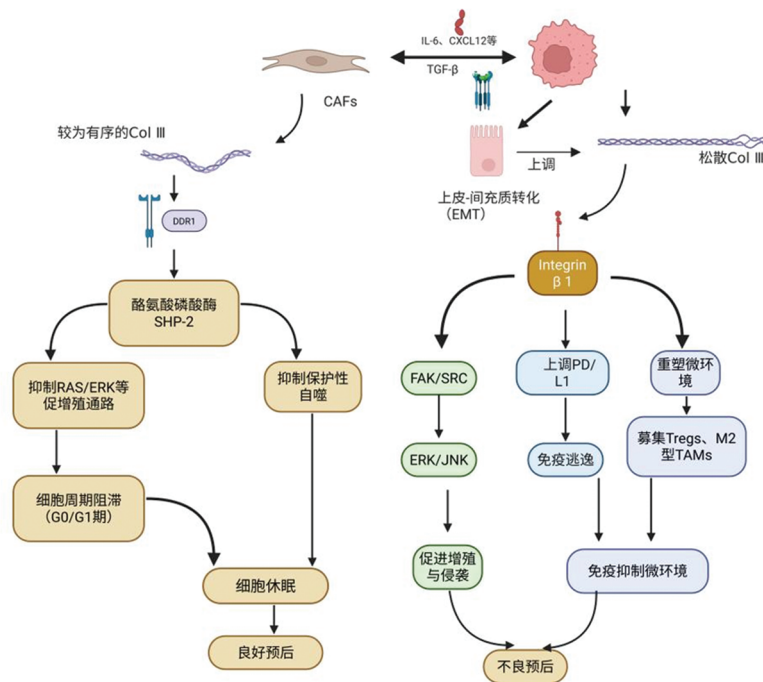 IL-6、CXCL12等
TGF-β
CAFs
较为有序的Col Ⅲ
松散Col Ⅲ
上调
上皮-间充质转化
（EMT）
DDR1
Integrin
β 1
酪氨酸磷酸酶
SHP-2
抑制RAS/ERK等
促增殖通路
抑制保护性
自噬
FAK/SRC
上调PD/
L1
重塑微环
境
ERK/JNK
免疫逃逸
募集Tregs、M2
型TAMs
细胞周期阻滞
（G0/G1期）
细胞休眠
促进增殖
与侵袭
免疫抑制微环境
良好预后
不良预后